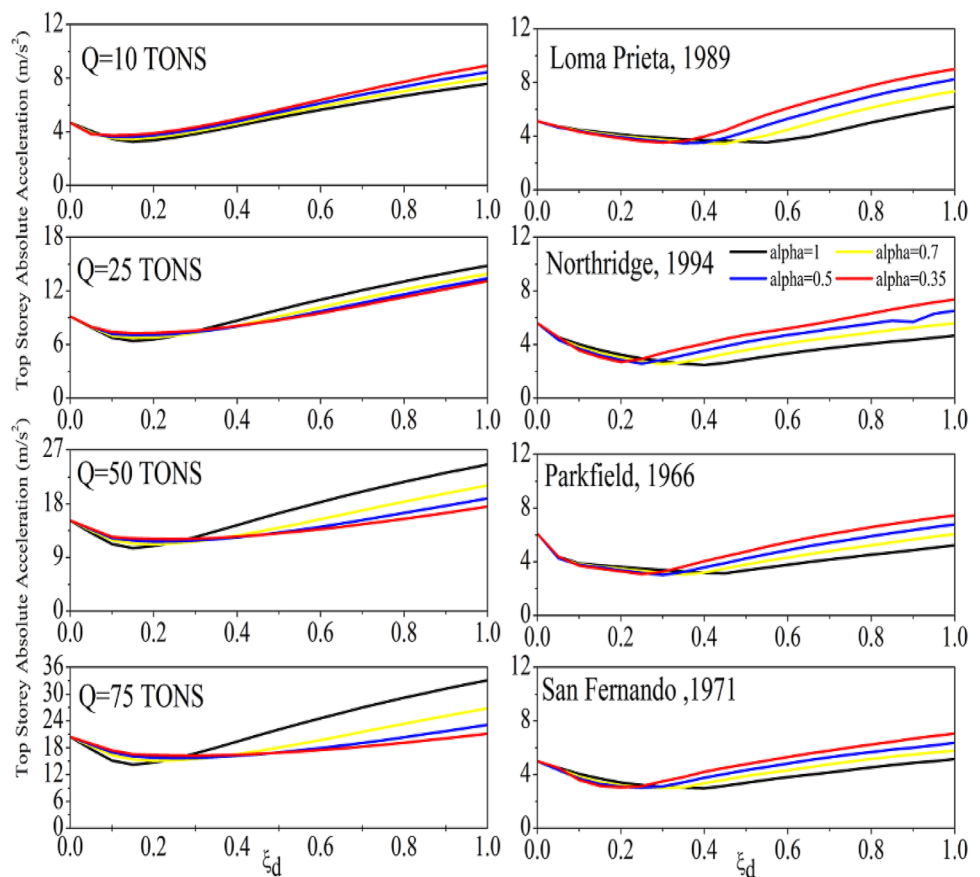 Top Storey Absolute Acceleration (m/s²)
Top Storey Absolute Acceleration (m/s²)
12
8
4
0
Q=10 TONS
0.0 0.2 0.4 0.6 0.8 1.0
12
8
4
0
Loma Prieta, 1989
0.0 0.2 0.4 0.6 0.8 1.0
18
12
6
0
Q=25 TONS
0.0 0.2 0.4 0.6 0.8 1.0
12
8
4
0
Northridge, 1994
alpha=1 alpha=0.7
alpha=0.5 alpha=0.35
0.0 0.2 0.4 0.6 0.8 1.0
27
18
9
0
Q=50 TONS
0.0 0.2 0.4 0.6 0.8 1.0
12
8
4
0
Parkfield, 1966
0.0 0.2 0.4 0.6 0.8 1.0
36
30
24
18
12
6
0
Q=75 TONS
0.0 0.2 0.4 0.6 0.8 1.0
ξd
12
8
4
0
San Fernando ,1971
0.0 0.2 0.4 0.6 0.8 1.0
ξd